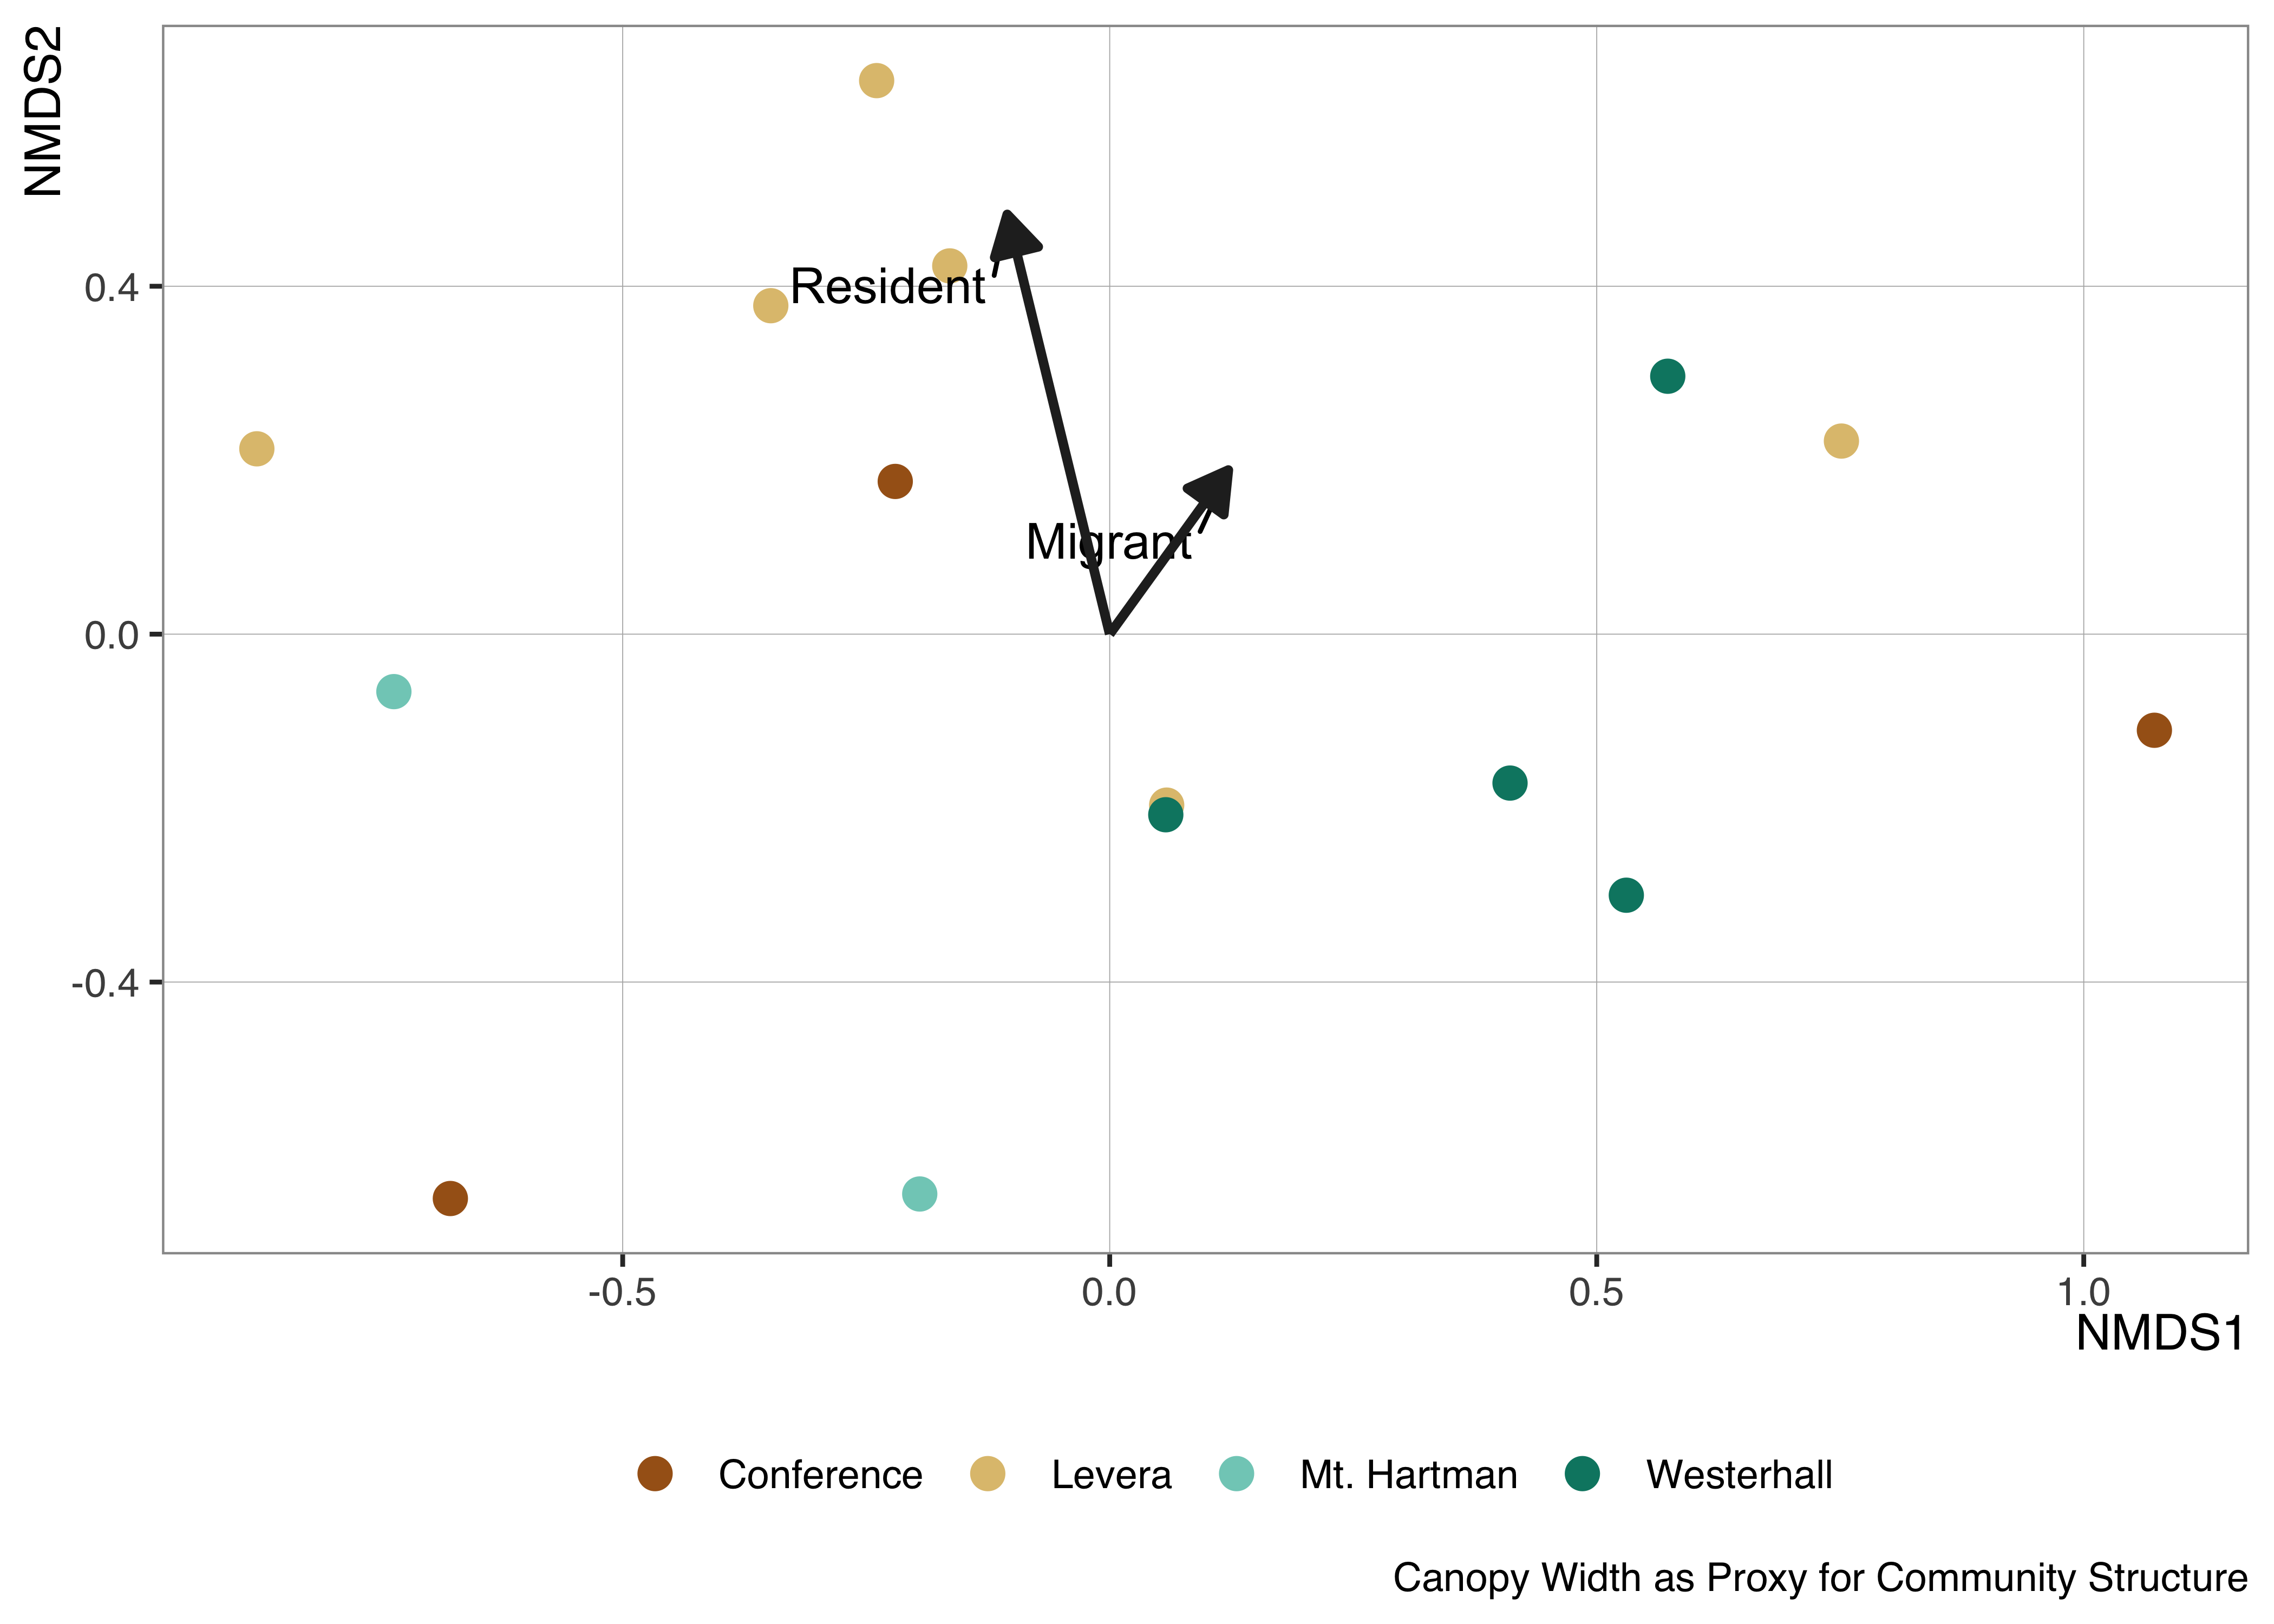 NMDS2
Resident
0.4
Migrant
0.0
-0.4
-0.5 0.0 0.5 1.0
NMDS1
Conference Levera Mt. Hartman Westerhall
Canopy Width as Proxy for Community Structure